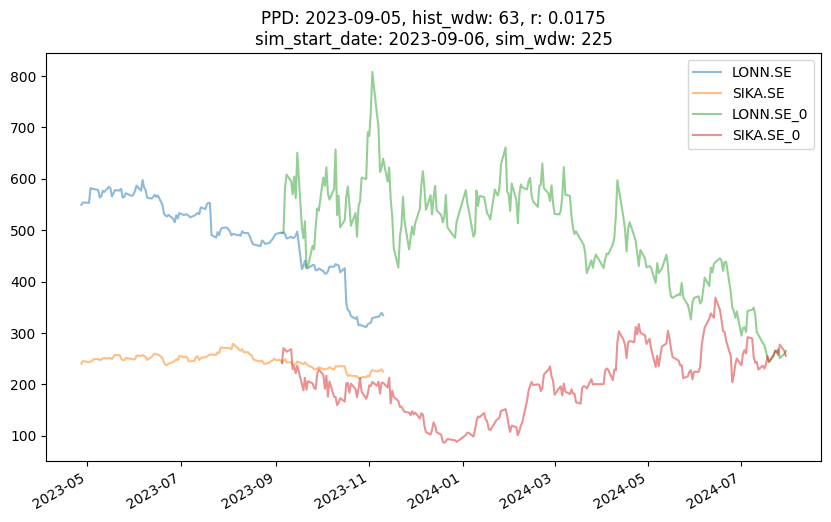 PPD: 2023-09-05, hist_wdw: 63, r: 0.0175
sim_start_date: 2023-09-06, sim_wdw: 225
LONN.SE
SIKA.SE
LONN.SE_0
SIKA.SE_0
800
700
600
500
400
300
200
100
2023-05
2023-07
2023-09
2023-11
2024-01
2024-03
2024-05
2024-07